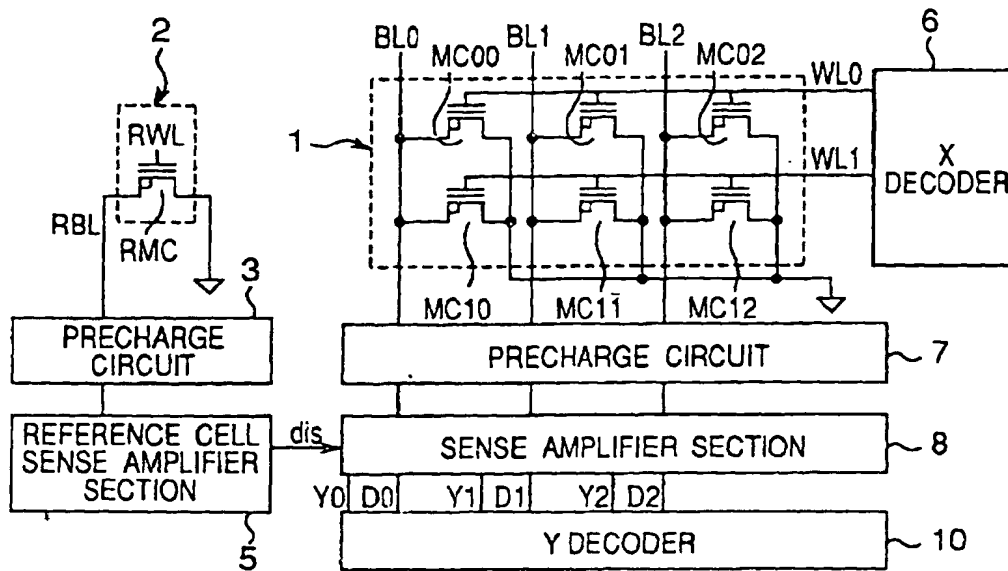 2
BL0
MC00
BL1
MC01
BL2
MC02
WL0
6
RWL
1
WL1
X
DECODER
RBL
RMC
3
MC10
MC11
MC12
PRECHARGE
CIRCUIT
PRECHARGE CIRCUIT
7
REFERENCE CELL
SENSE AMPLIFIER
SECTION
dis
SENSE AMPLIFIER SECTION
8
Y0
D0
Y1
D1
Y2
D2
5
Y DECODER
10